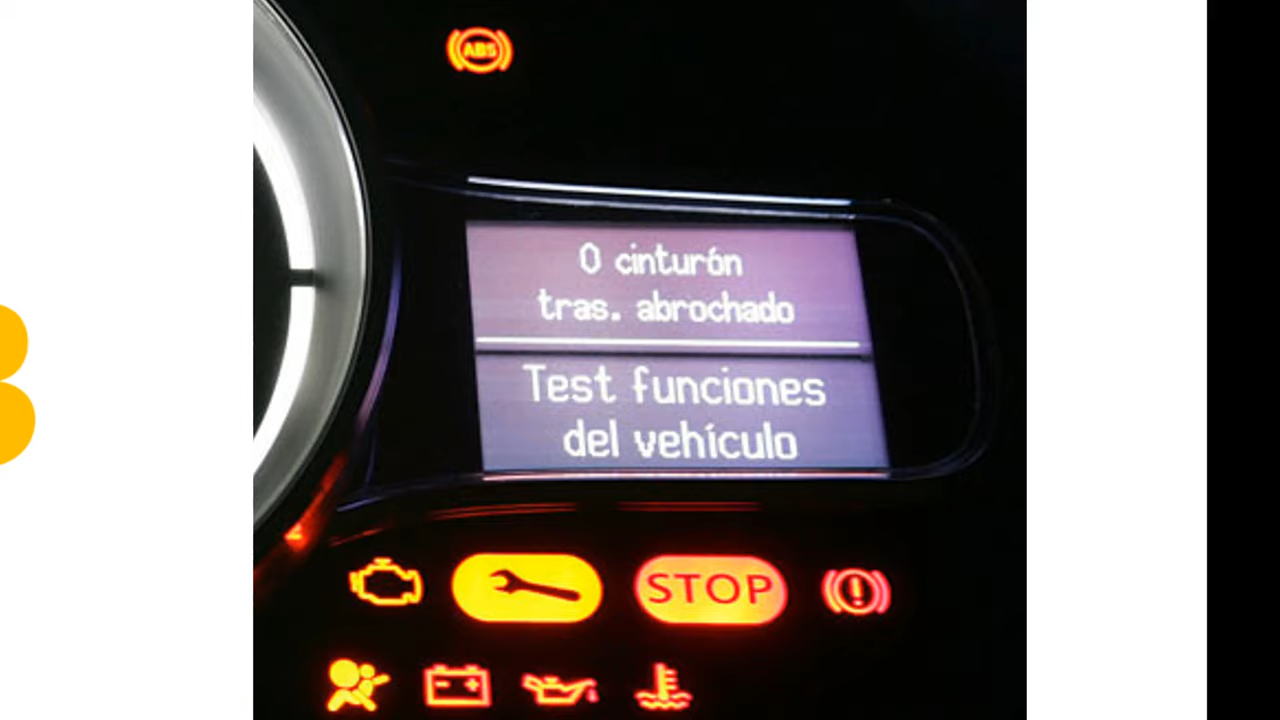 ABS
0 cinturón
tras. abrochado
Test funciones
del vehículo
STOP